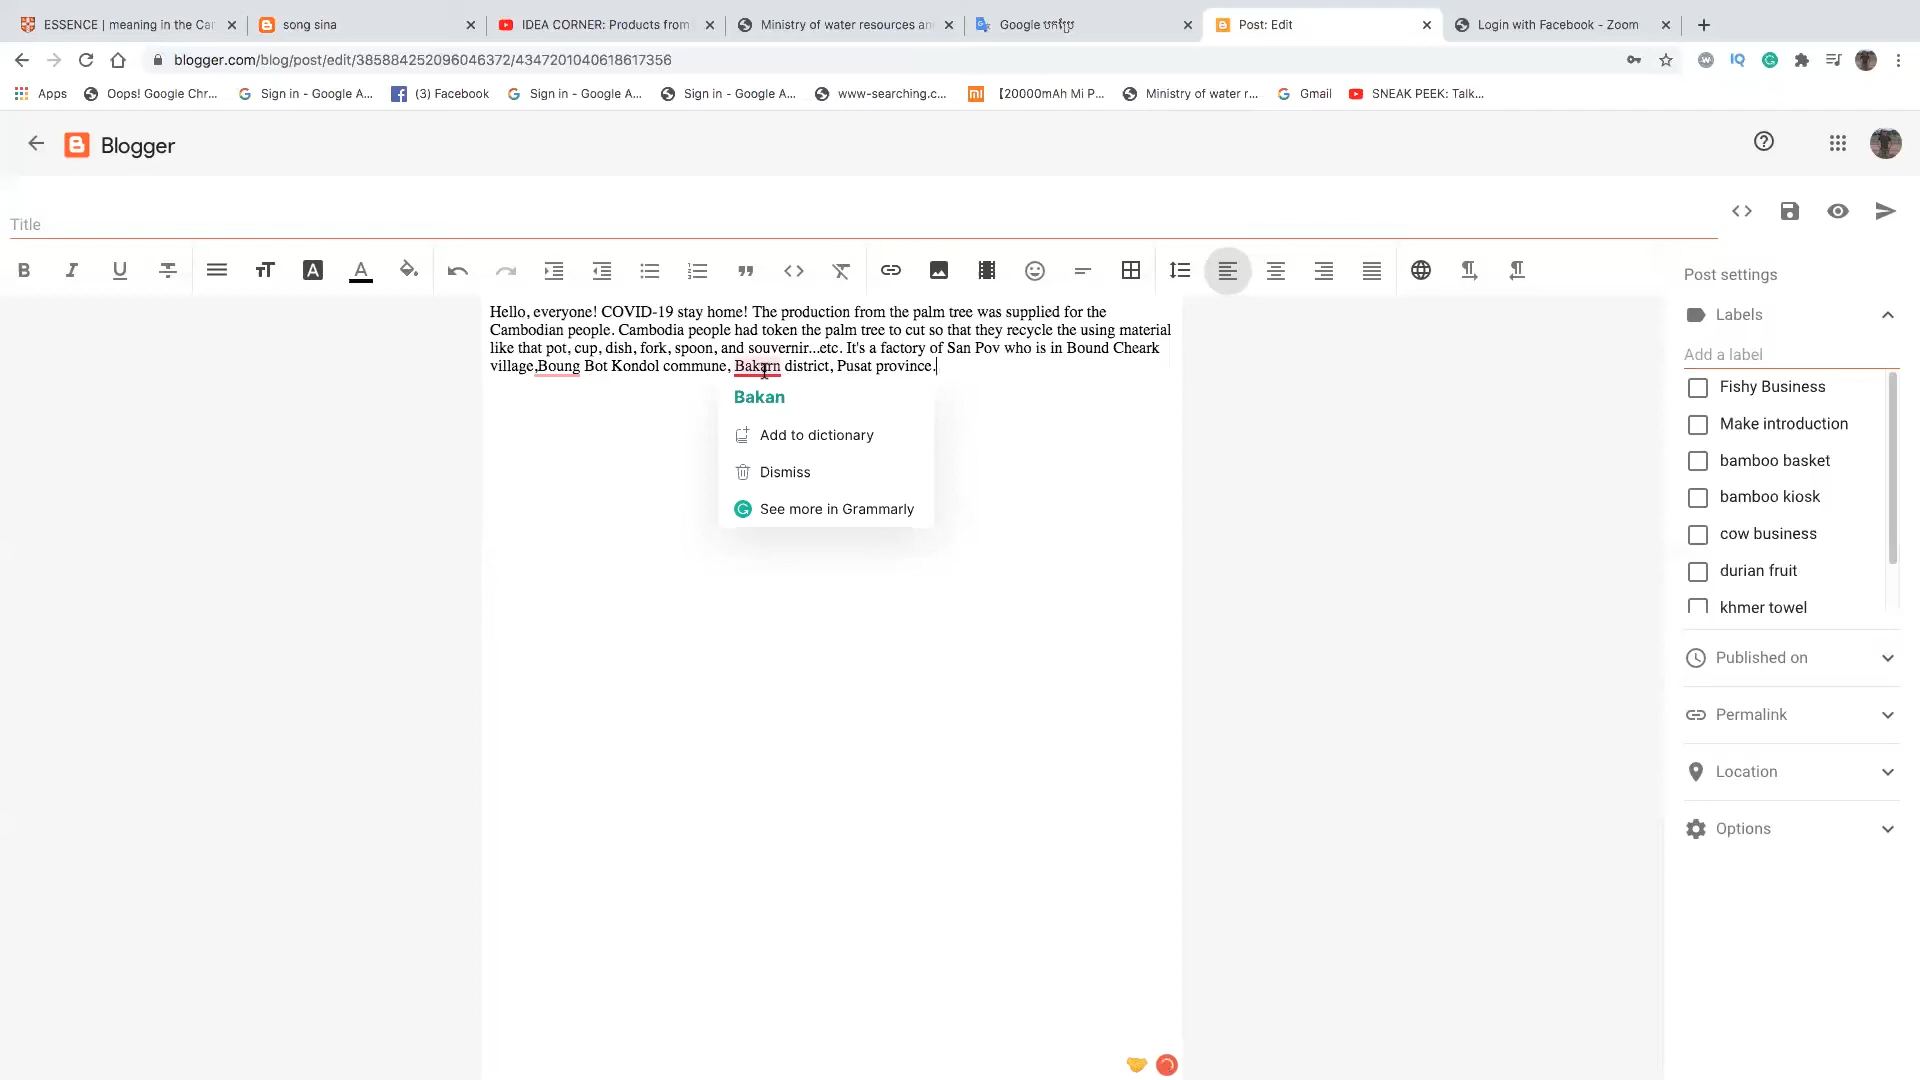 ESSENCE | meaning in the Car
song sina
IDEA CORNER: Products from
Ministry of water resources an
Google បកប្រែ
Post: Edit
Login with Facebook - Zoom
blogger.com/blog/post/edit/3858842520960463​72/4347201040618617356
Apps
Oops! Google Chr...
Sign in - Google A...
(3) Facebook
Sign in - Google A...
Sign in - Google A...
www-searching.c...
【20000mAh Mi P...
Ministry of water r...
Gmail
SNEAK PEEK: Talk...
Blogger
Title
Hello, everyone! COVID-19 stay home! The production from the palm tree was supplied for the
Cambodian people. Cambodia people had token the palm tree to cut so that they recycle the using material
like that pot, cup, dish, fork, spoon, and souvernir...etc. It's a factory of San Pov who is in Bound Cheark
village,Boung Bot Kondol commune, Bakarn district, Pusat province.
Bakan
Add to dictionary
Dismiss
See more in Grammarly
Post settings
Labels
Add a label
Fishy Business
Make introduction
bamboo basket
bamboo kiosk
cow business
durian fruit
khmer towel
Published on
Permalink
Location
Options